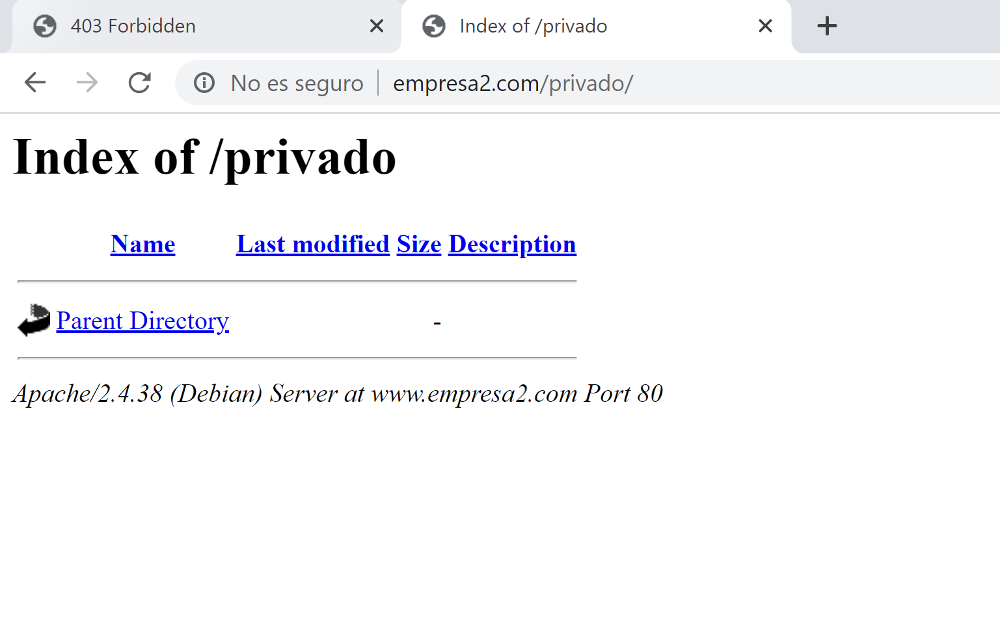 403 Forbidden
Index of /privado
No es seguro
empresa2.com/privado/
Index of /privado
Name Last modified Size Description
Parent Directory -
Apache/2.4.38 (Debian) Server at www.empresa2.com Port 80